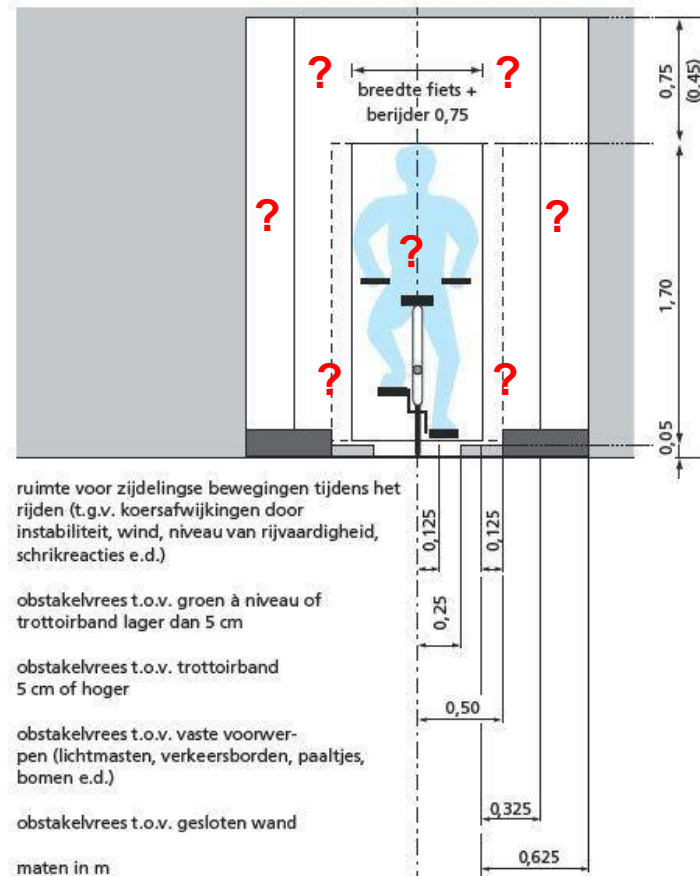 ? ?
breedte fiets +
berijder 0,75
0,75
(0,45)
? ?
?
1,70
? ?
0,05
ruimte voor zijdelingse bewegingen tijdens het
rijden (t.g.v. koersafwijkingen door
instabiliteit, wind, niveau van rijvaardigheid,
schrikreacties e.d.)
obstakelvrees t.o.v. groen à niveau of
trottoirband lager dan 5 cm
obstakelvrees t.o.v. trottoirband
5 cm of hoger
obstakelvrees t.o.v. vaste voorwer-
pen (lichtmasten, verkeersborden, paaltjes,
bomen e.d.)
obstakelvrees t.o.v. gesloten wand
maten in m
0,125
0,125
0,25
0,50
0,325
0,625